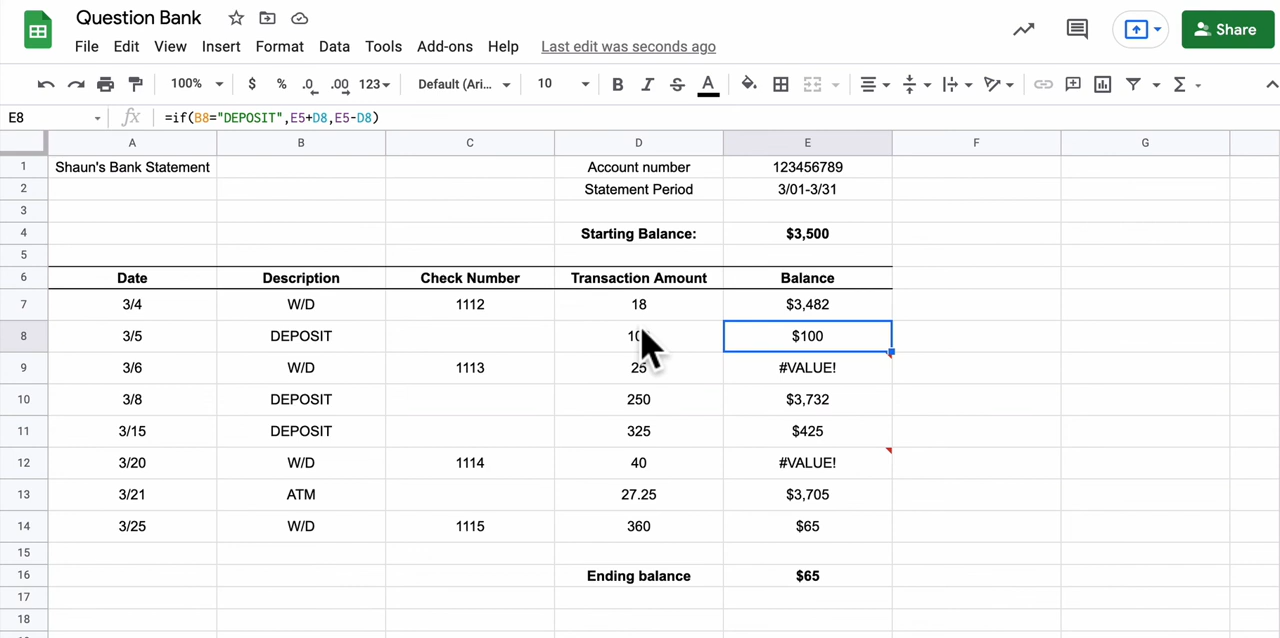 Question Bank
File Edit View Insert Format Data Tools Add-ons Help Last edit was seconds ago
Share
100% $ % .0 .00 123 Default (Ari... 10 B I S A Σ
E8 fx =if(B8="DEPOSIT",E5+D8,E5-D8)
A B C D E F G
1 Shaun's Bank Statement Account number 123456789
2 Statement Period 3/01-3/31
3
4 Starting Balance: $3,500
5
6 Date Description Check Number Transaction Amount Balance
7 3/4 W/D 1112 18 $3,482
8 3/5 DEPOSIT $100
9 3/6 W/D 1113 25 #VALUE!
10 3/8 DEPOSIT 250 $3,732
11 3/15 DEPOSIT 325 $425
12 3/20 W/D 1114 40 #VALUE!
13 3/21 ATM 27.25 $3,705
14 3/25 W/D 1115 360 $65
15
16 Ending balance $65
17
18